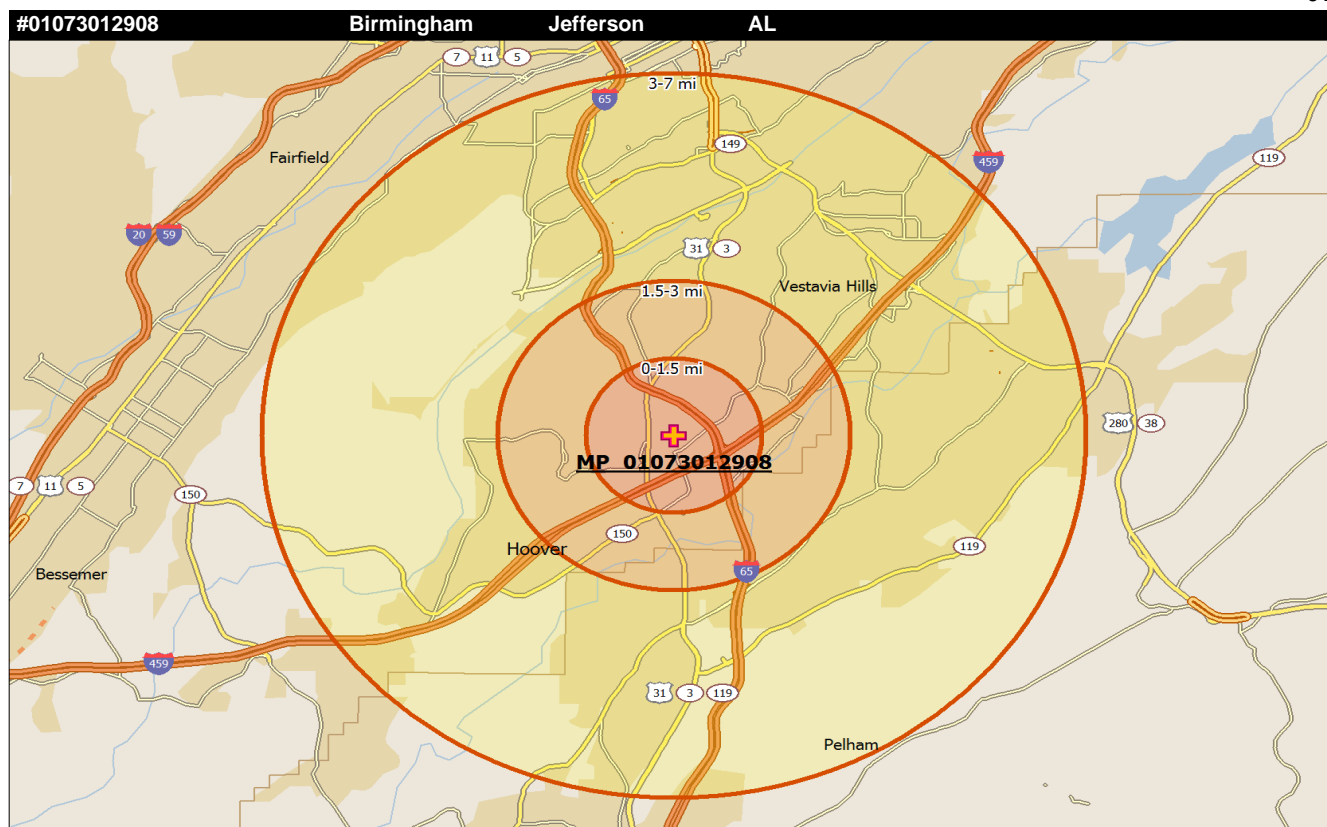 #01073012908 Birmingham Jefferson AL
7 11 5
3-7 mi
65
149
459
119
Fairfield
20 59
31 3
Vestavia Hills
1.5-3 mi
0-1.5 mi
280 38
MP_01073012908
7 11 5
150
150
119
Hoover
Bessemer
65
459
31 3 119
Pelham